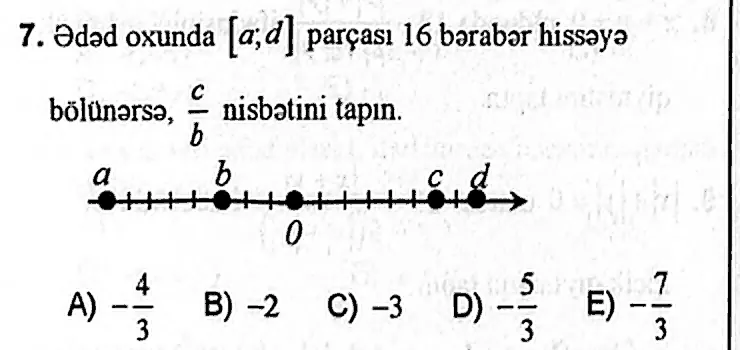 7. Ədəd oxunda [a; d] parçası 16 bərabər hissəyə
bölünərsə, c/b nisbətini tapın.
a b c d
0
A) −4/3 B) −2 C) −3 D) −5/3 E) −7/3